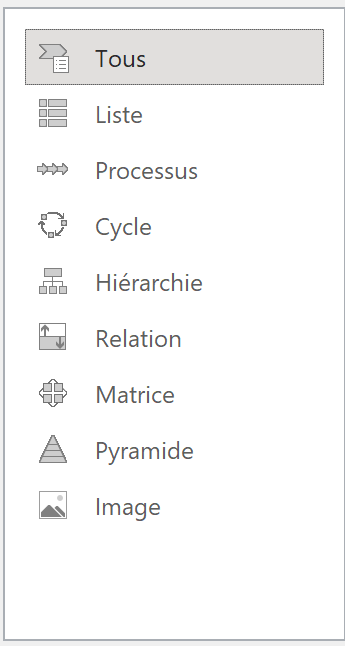 Tous
Liste
Processus
Cycle
Hiérarchie
Relation
Matrice
Pyramide
Image